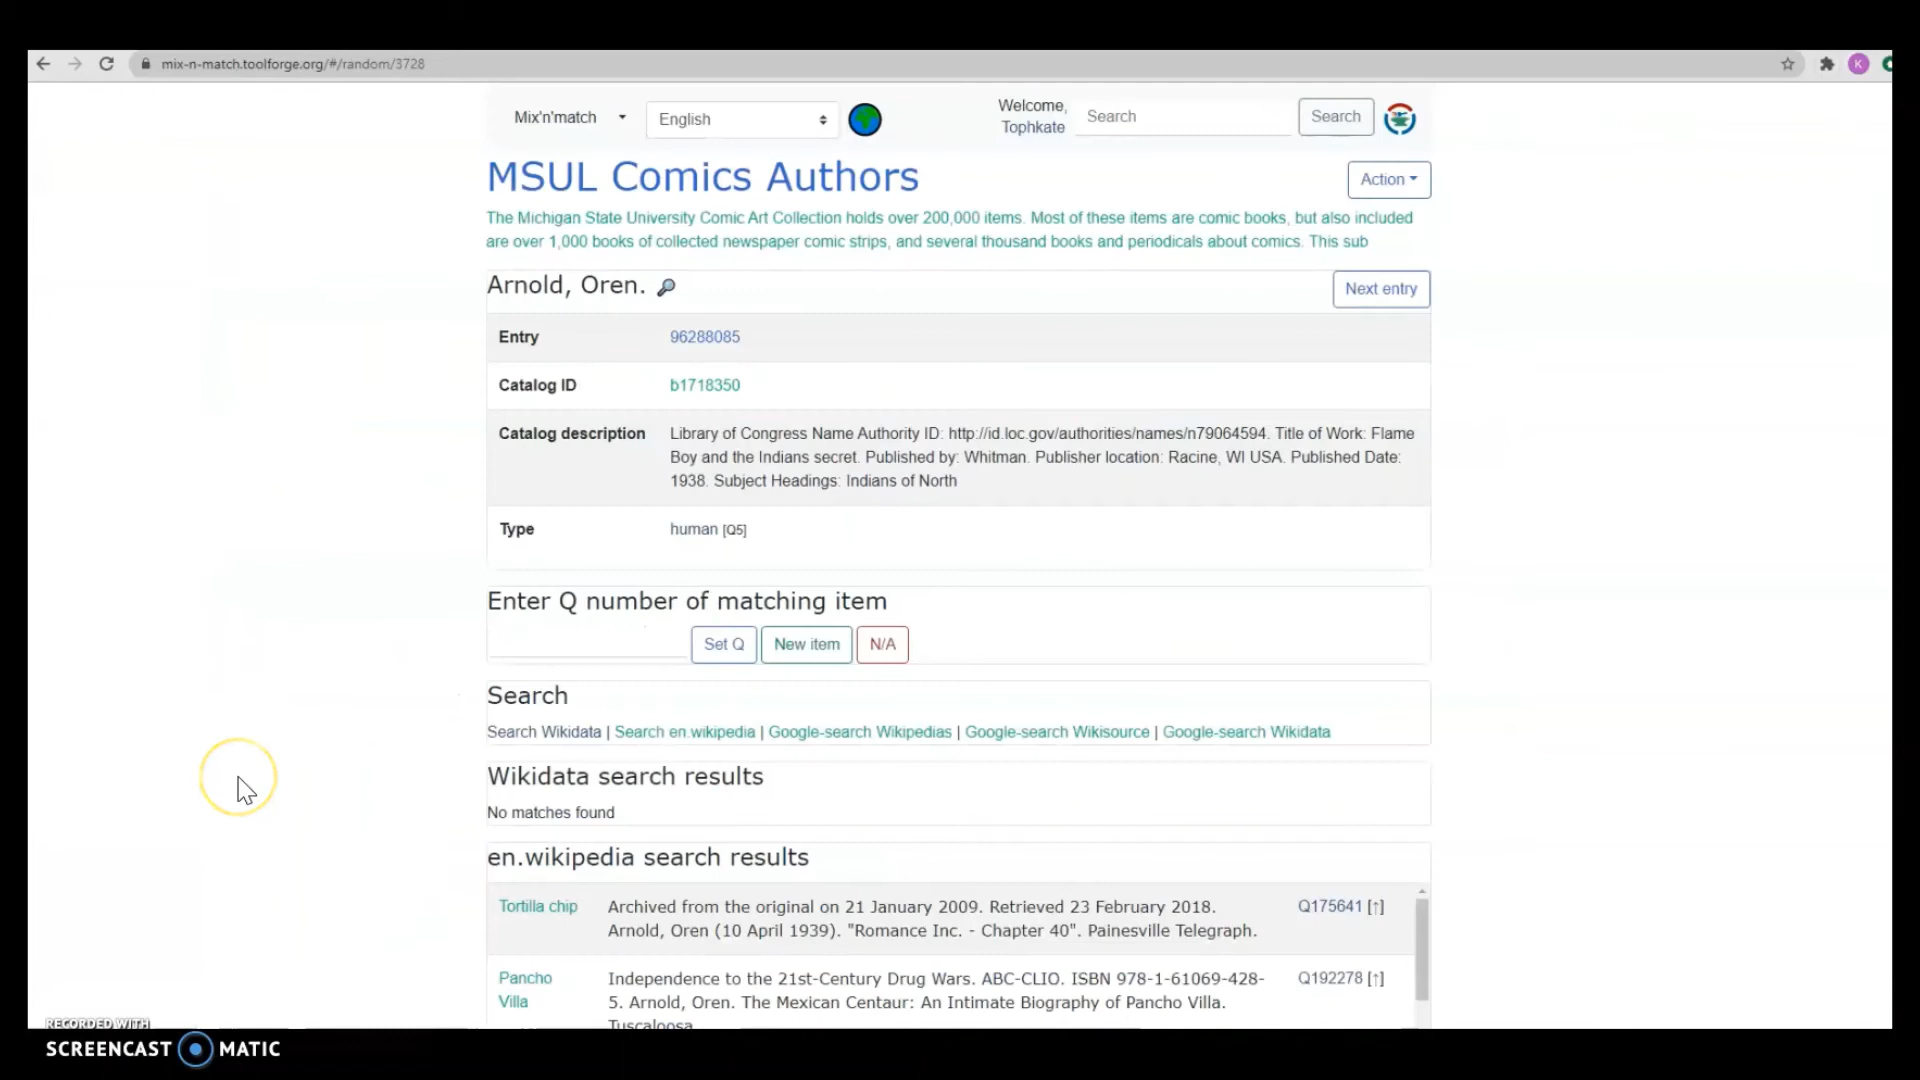 mix-n-match.toolforge.org/#/random/3728
K
Mix'n'match
English
Welcome,
Tophkate
Search
Search
MSUL Comics Authors
Action
The Michigan State University Comic Art Collection holds over 200,000 items. Most of these items are comic books, but also included
are over 1,000 books of collected newspaper comic strips, and several thousand books and periodicals about comics. This sub
Arnold, Oren.
Next entry
Entry
96288085
Catalog ID
b1718350
Catalog description
Library of Congress Name Authority ID: http://id.loc.gov/authorities/names/n79064594. Title of Work: Flame
Boy and the Indians secret. Published by: Whitman. Publisher location: Racine, WI USA. Published Date:
1938. Subject Headings: Indians of North
Type
human [Q5]
Enter Q number of matching item
Set Q
New item
N/A
Search
Search Wikidata | Search en.wikipedia | Google-search Wikipedias | Google-search Wikisource | Google-search Wikidata
Wikidata search results
No matches found
en.wikipedia search results
Tortilla chip
Archived from the original on 21 January 2009. Retrieved 23 February 2018.
Arnold, Oren (10 April 1939). "Romance Inc. - Chapter 40". Painesville Telegraph.
Q175641 [↑]
Pancho
Villa
Independence to the 21st-Century Drug Wars. ABC-CLIO. ISBN 978-1-61069-428-
5. Arnold, Oren. The Mexican Centaur: An Intimate Biography of Pancho Villa.
Tuscaloosa
Q192278 [↑]
RECORDED WITH
SCREENCAST MATIC